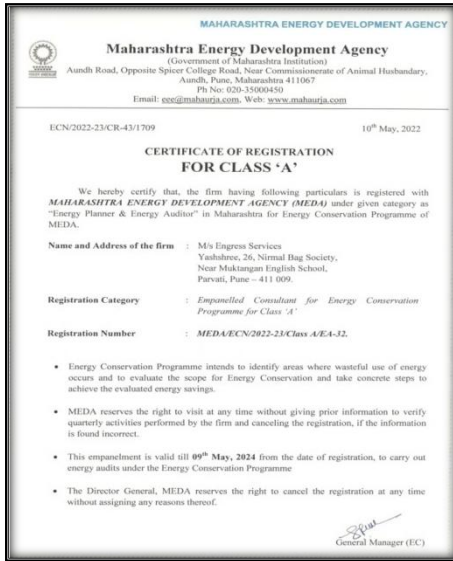 MAHARASHTRA ENERGY DEVELOPMENT AGENCY
Maharashtra Energy Development Agency
(Government of Maharashtra Institution)
Aundh Road, Opposite Spicer College Road, Near Commissionerate of Animal Husbandary,
Aundh, Pune, Maharashtra 411067
Ph No: 020-35000450
Email: eee@mahaurja.com, Web: www.mahaurja.com
ECN/2022-23/CR-43/1709 10th May, 2022
CERTIFICATE OF REGISTRATION
FOR CLASS ‘A’
We hereby certify that, the firm having following particulars is registered with
MAHARASHTRA ENERGY DEVELOPMENT AGENCY (MEDA) under given category as
“Energy Planner & Energy Auditor” in Maharashtra for Energy Conservation Programme of
MEDA.
Name and Address of the firm : M/s Engress Services
Yashshree, 26, Nirmal Bag Society,
Near Muktangan English School,
Parvati, Pune – 411 009.
Registration Category : Empanelled Consultant for Energy Conservation
Programme for Class ‘A’
Registration Number : MEDA/ECN/2022-23/Class A/EA-32.
• Energy Conservation Programme intends to identify areas where wasteful use of energy
occurs and to evaluate the scope for Energy Conservation and take concrete steps to
achieve the evaluated energy savings.
• MEDA reserves the right to visit at any time without giving prior information to verify
quarterly activities performed by the firm and canceling the registration, if the information
is found incorrect.
• This empanelment is valid till 09th May, 2024 from the date of registration, to carry out
energy audits under the Energy Conservation Programme
• The Director General, MEDA reserves the right to cancel the registration at any time
without assigning any reasons thereof.
General Manager (EC)